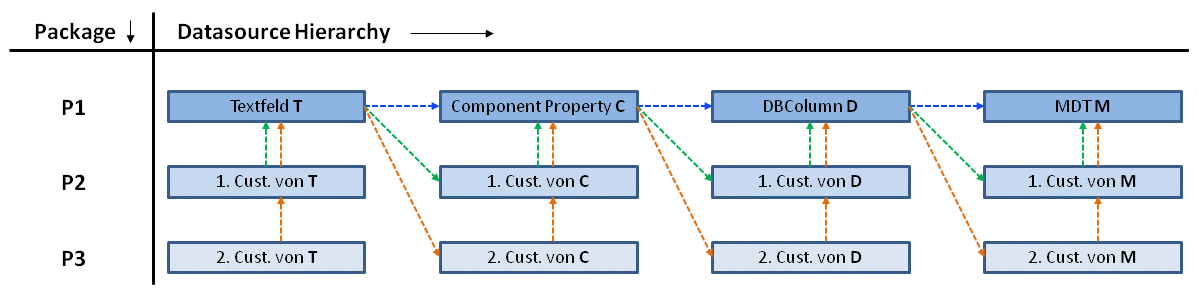 Package Datasource Hierarchy
P1 Textfeld T Component Property C DBColumn D MDT M
P2 1. Cust. von T 1. Cust. von C 1. Cust. von D 1. Cust. von M
P3 2. Cust. von T 2. Cust. von C 2. Cust. von D 2. Cust. von M